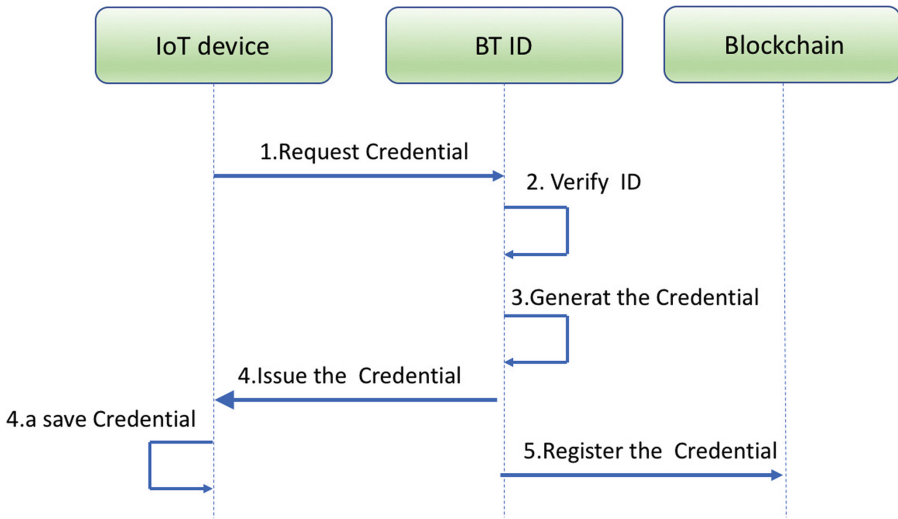 IoT device
BT ID
Blockchain
1.Request Credential
2. Verify ID
3.Generat the Credential
4.Issue the Credential
4.a save Credential
5.Register the Credential